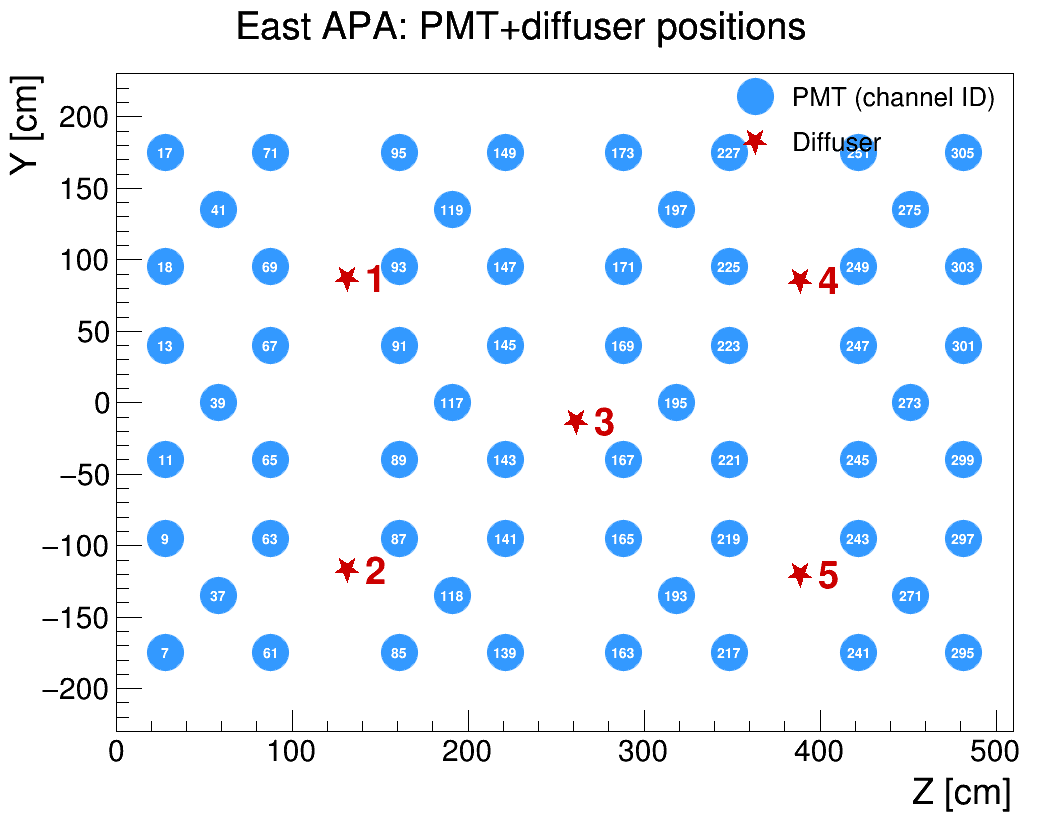 East APA: PMT+diffuser positions
Y [cm]
PMT (channel ID)
Diffuser
200
17 71 95 149 173 227 251 305
150
41 119 197 275
100
18 69 93 147 171 225 249 303
1 4
50
13 67 91 145 169 223 247 301
0
39 117 195 273
3
−50
11 65 89 143 167 221 245 299
−100
9 63 87 141 165 219 243 297
2 5
−150
37 118 193 271
7 61 85 139 163 217 241 295
−200
0 100 200 300 400 500
Z [cm]